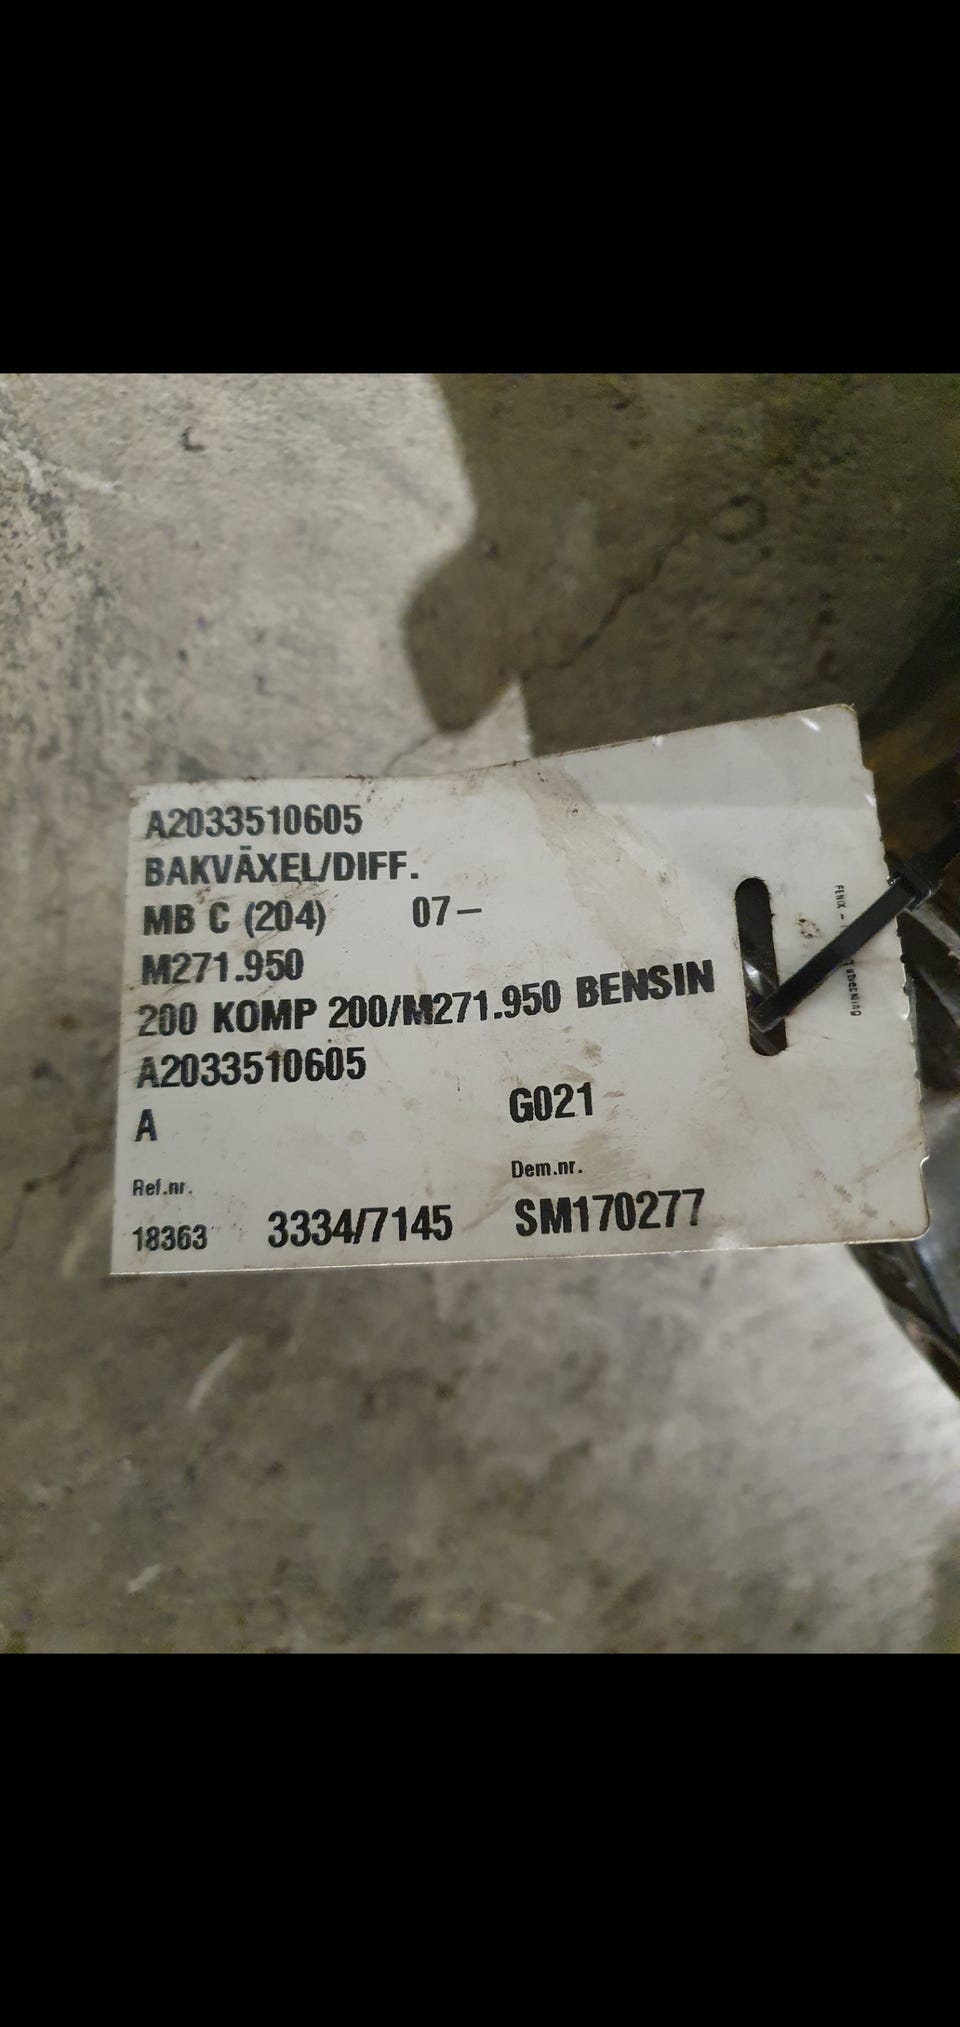 A2033510605
BAKVÄXEL/DIFF.
MB C (204) 07–
M271.950
200 KOMP 200/M271.950 BENSIN
A2033510605
A G021
Ref.nr. Dem.nr.
18363 3334/7145 SM170277
FENIX –